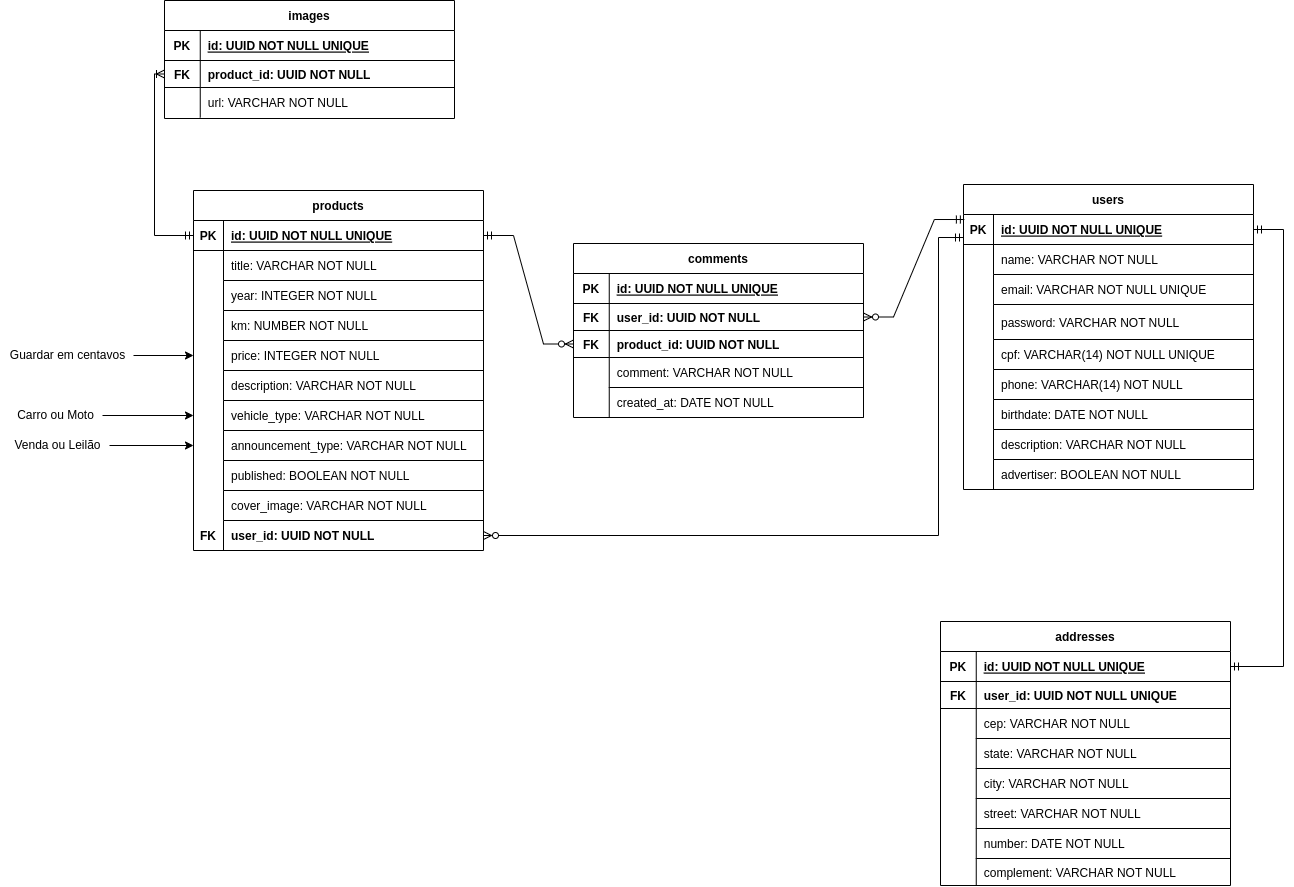 images
PK id: UUID NOT NULL UNIQUE
FK product_id: UUID NOT NULL
url: VARCHAR NOT NULL
products
PK id: UUID NOT NULL UNIQUE
title: VARCHAR NOT NULL
year: INTEGER NOT NULL
km: NUMBER NOT NULL
Guardar em centavos
price: INTEGER NOT NULL
description: VARCHAR NOT NULL
Carro ou Moto
vehicle_type: VARCHAR NOT NULL
Venda ou Leilão
announcement_type: VARCHAR NOT NULL
published: BOOLEAN NOT NULL
cover_image: VARCHAR NOT NULL
FK user_id: UUID NOT NULL
comments
PK id: UUID NOT NULL UNIQUE
FK user_id: UUID NOT NULL
FK product_id: UUID NOT NULL
comment: VARCHAR NOT NULL
created_at: DATE NOT NULL
users
PK id: UUID NOT NULL UNIQUE
name: VARCHAR NOT NULL
email: VARCHAR NOT NULL UNIQUE
password: VARCHAR NOT NULL
cpf: VARCHAR(14) NOT NULL UNIQUE
phone: VARCHAR(14) NOT NULL
birthdate: DATE NOT NULL
description: VARCHAR NOT NULL
advertiser: BOOLEAN NOT NULL
addresses
PK id: UUID NOT NULL UNIQUE
FK user_id: UUID NOT NULL UNIQUE
cep: VARCHAR NOT NULL
state: VARCHAR NOT NULL
city: VARCHAR NOT NULL
street: VARCHAR NOT NULL
number: DATE NOT NULL
complement: VARCHAR NOT NULL